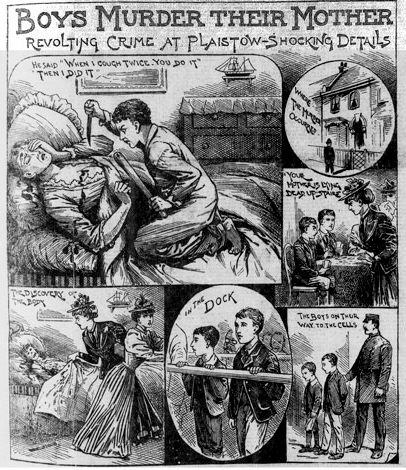 BOYS MURDER THEIR MOTHER
REVOLTING CRIME AT PLAISTOW-SHOCKING DETAILS
HE SAID "WHEN I COUGH TWICE YOU DO IT"
"THEN I DID IT".
WHERE
THE MURDER
OCCURRED
"YOUR
MOTHER IS LYING
DEAD UPSTAIRS"
THE DISCOVERY OF
THE BODY
IN THE
DOCK
THE BOYS ON THEIR
WAY TO THE CELLS